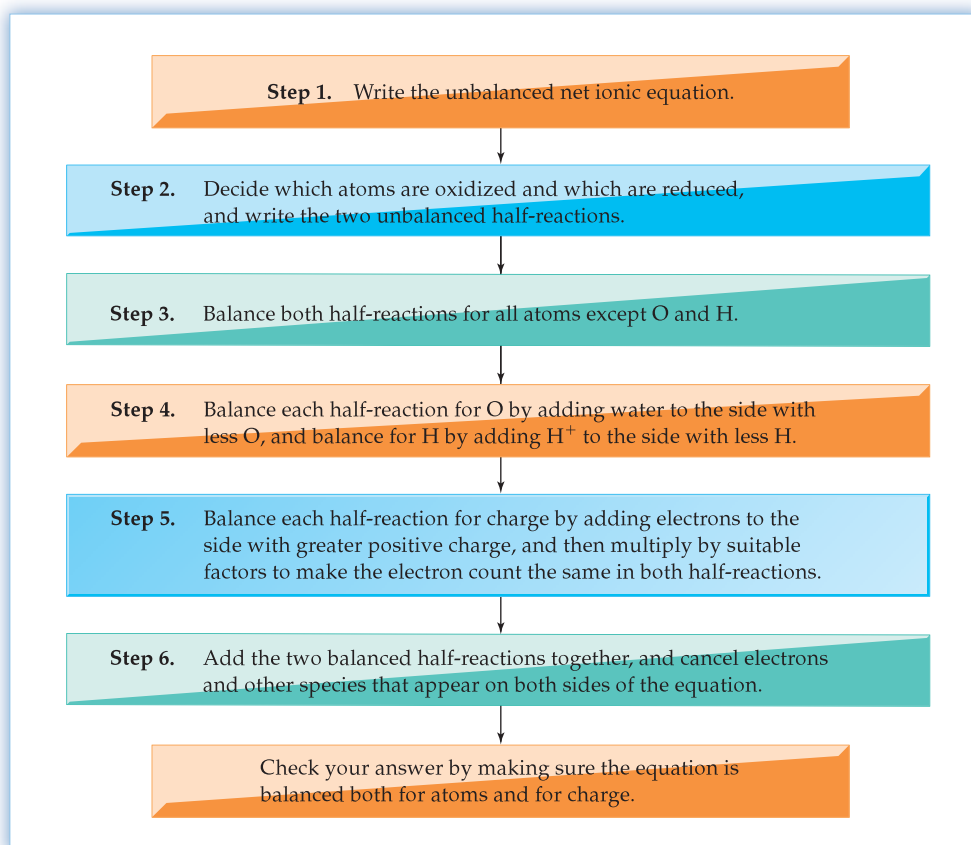 Step 1. Write the unbalanced net ionic equation.
Step 2. Decide which atoms are oxidized and which are reduced,
and write the two unbalanced half-reactions.
Step 3. Balance both half-reactions for all atoms except O and H.
Step 4. Balance each half-reaction for O by adding water to the side with
less O, and balance for H by adding H⁺ to the side with less H.
Step 5. Balance each half-reaction for charge by adding electrons to the
side with greater positive charge, and then multiply by suitable
factors to make the electron count the same in both half-reactions.
Step 6. Add the two balanced half-reactions together, and cancel electrons
and other species that appear on both sides of the equation.
Check your answer by making sure the equation is
balanced both for atoms and for charge.